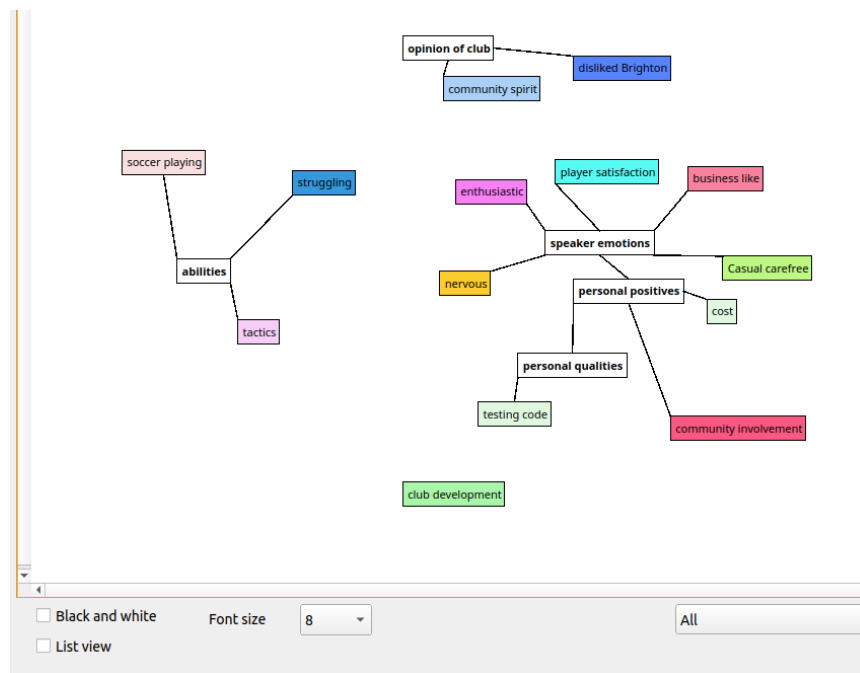 opinion of club
disliked Brighton
community spirit
soccer playing
struggling
abilities
tactics
player satisfaction
business like
enthusiastic
speaker emotions
Casual carefree
nervous
personal positives
cost
personal qualities
testing code
community involvement
club development
Black and white
Font size
8
All
List view